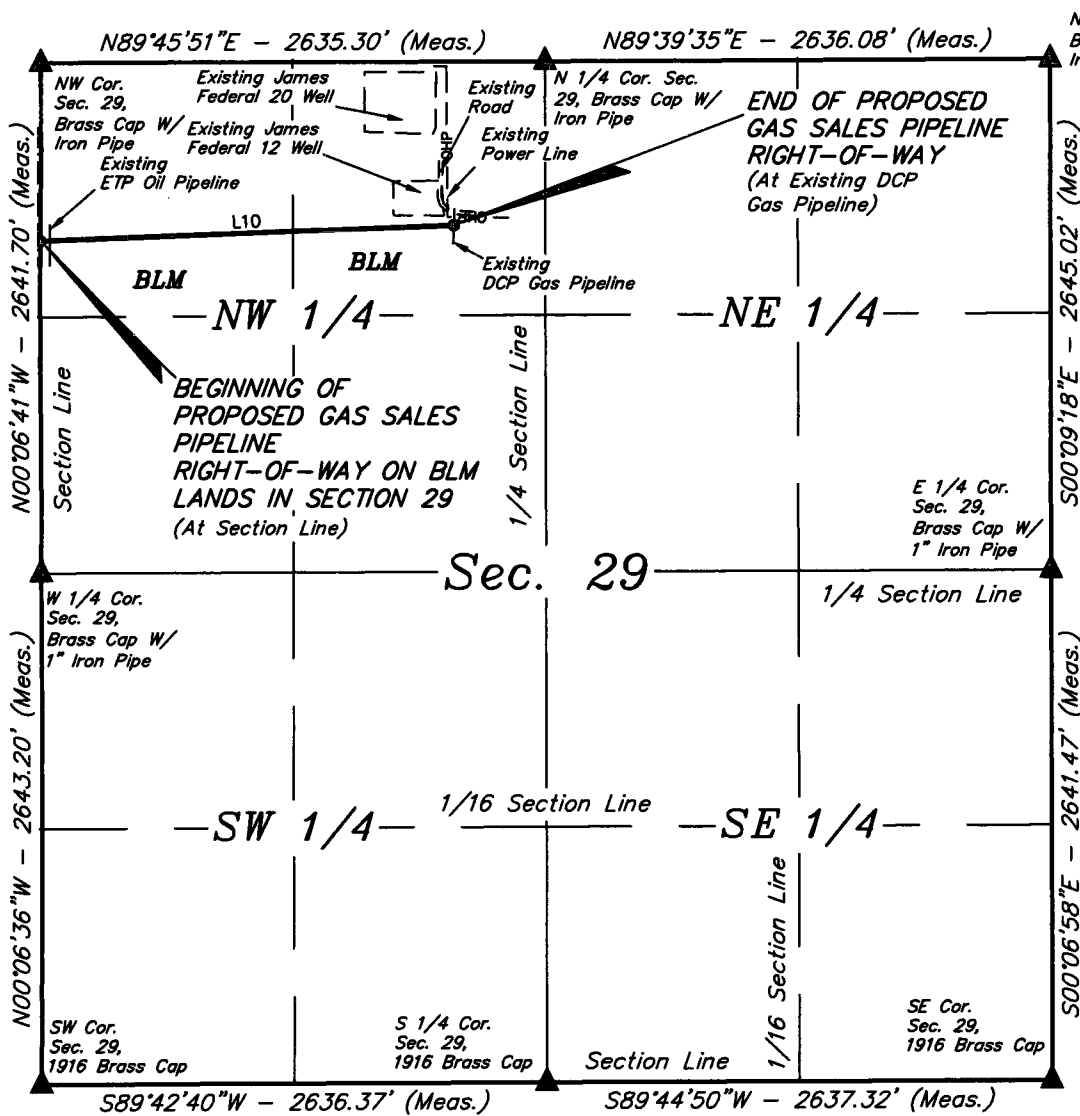 N89°45'51"E - 2635.30' (Meas.)
N89°39'35"E - 2636.08' (Meas.)
NW Cor.
Sec. 29,
Brass Cap W/
Iron Pipe
Existing James
Federal 20 Well
Existing James
Federal 12 Well
Existing
Road
Existing
Power Line
OHP
N 1/4 Cor. Sec.
29, Brass Cap W/
Iron Pipe
END OF PROPOSED
GAS SALES PIPELINE
RIGHT-OF-WAY
(At Existing DCP
Gas Pipeline)
Existing
ETP Oil Pipeline
L10
BLM
BLM
Existing
DCP Gas Pipeline
N00°06'41"W - 2641.70' (Meas.)
S00°09'18"E - 2645.02' (Meas.)
NW 1/4
NE 1/4
Section Line
BEGINNING OF
PROPOSED GAS SALES
PIPELINE
RIGHT-OF-WAY ON BLM
LANDS IN SECTION 29
(At Section Line)
1/4 Section Line
E 1/4 Cor.
Sec. 29,
Brass Cap W/
1" Iron Pipe
Sec. 29
1/4 Section Line
W 1/4 Cor.
Sec. 29,
Brass Cap W/
1" Iron Pipe
N00°06'36"W - 2643.20' (Meas.)
S00°06'58"E - 2641.47' (Meas.)
1/16 Section Line
SW 1/4
SE 1/4
1/16 Section Line
SW Cor.
Sec. 29,
1916 Brass Cap
S 1/4 Cor.
Sec. 29,
1916 Brass Cap
Section Line
SE Cor.
Sec. 29,
1916 Brass Cap
S89°42'40"W - 2636.37' (Meas.)
S89°44'50"W - 2637.32' (Meas.)